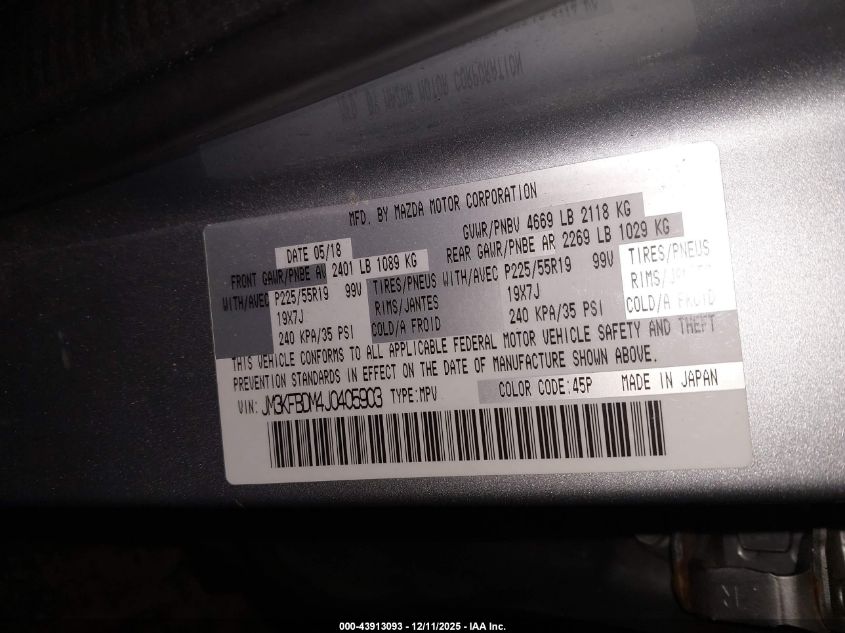 MFD. BY MAZDA MOTOR CORPORATION
DATE 05/18 GVWR/PNBV 4669 LB 2118 KG
FRONT GAWR/PNBE AV 2401 LB 1089 KG REAR GAWR/PNBE AR 2269 LB 1029 KG
WITH/AVEC P225/55R19 99V TIRES/PNEUS WITH/AVEC P225/55R19 99V TIRES/PNEUS
19X7J RIMS/JANTES 19X7J RIMS/JANTES
240 KPA/35 PSI COLD/A FROID 240 KPA/35 PSI COLD/A FROID
THIS VEHICLE CONFORMS TO ALL APPLICABLE FEDERAL MOTOR VEHICLE SAFETY AND THEFT
PREVENTION STANDARDS IN EFFECT ON THE DATE OF MANUFACTURE SHOWN ABOVE.
VIN: JM3KFBDM4J0405903 TYPE:MPV COLOR CODE:45P MADE IN JAPAN
000-43913093 - 12/11/2025 - IAA Inc.